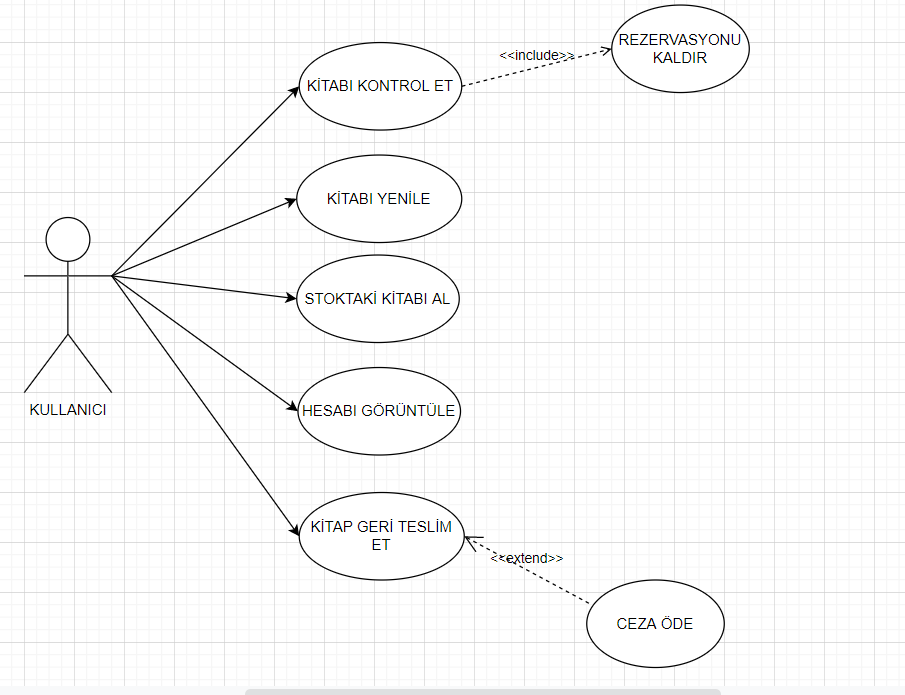 REZERVASYONU
KALDIR
<<include>>
KİTABI KONTROL ET
KİTABI YENİLE
STOKTAKİ KİTABI AL
KULLANICI
HESABI GÖRÜNTÜLE
KİTAP GERİ TESLİM
ET
<<extend>>
CEZA ÖDE